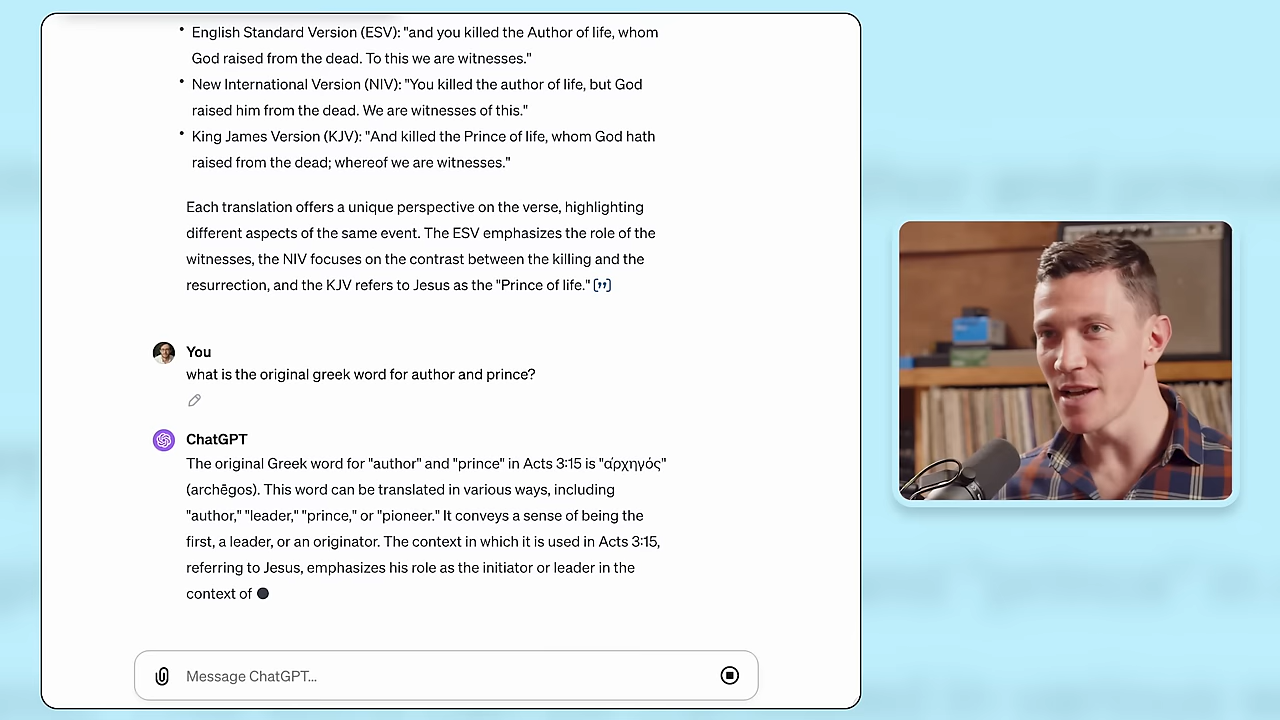 • English Standard Version (ESV): "and you killed the Author of life, whom
God raised from the dead. To this we are witnesses."
• New International Version (NIV): "You killed the author of life, but God
raised him from the dead. We are witnesses of this."
• King James Version (KJV): "And killed the Prince of life, whom God hath
raised from the dead; whereof we are witnesses."
Each translation offers a unique perspective on the verse, highlighting
different aspects of the same event. The ESV emphasizes the role of the
witnesses, the NIV focuses on the contrast between the killing and the
resurrection, and the KJV refers to Jesus as the "Prince of life." ["]
You
what is the original greek word for author and prince?
ChatGPT
The original Greek word for "author" and "prince" in Acts 3:15 is "ἀρχηγός"
(archēgos). This word can be translated in various ways, including
"author," "leader," "prince," or "pioneer." It conveys a sense of being the
first, a leader, or an originator. The context in which it is used in Acts 3:15,
referring to Jesus, emphasizes his role as the initiator or leader in the
context of
Message ChatGPT...